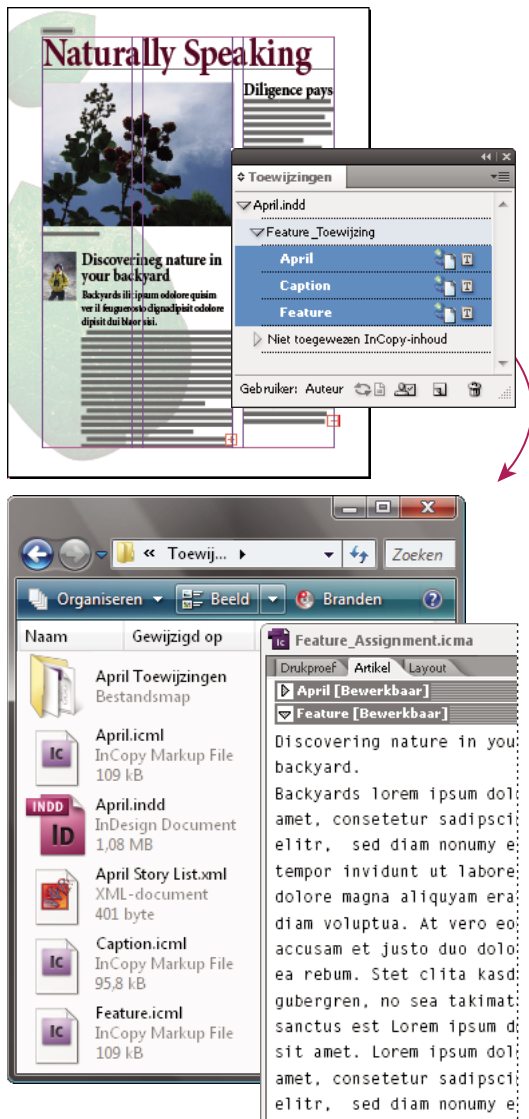 Naturally Speaking
Diligence pays
Discoverineg nature in
your backyard
Backyards ilit ipsum odolore quisim
ver il feuguerosto dignadipisit odolore
dipisit dui blaor sisi.
Toewijzingen
April.indd
Feature_Toewijzing
April
Caption
Feature
Niet toegewezen InCopy-inhoud
Gebruiker: Auteur
« Toewij...
Zoeken
Organiseren
Beeld
Branden
Naam Gewijzigd op
April Toewijzingen
Bestandsmap
April.icml
InCopy Markup File
109 kB
April.indd
InDesign Document
1,08 MB
April Story List.xml
XML-document
401 byte
Caption.icml
InCopy Markup File
95,8 kB
Feature.icml
InCopy Markup File
109 kB
Feature_Assignment.icma
Drukproef Artikel Layout
April [Bewerkbaar]
Feature [Bewerkbaar]
Discovering nature in you
backyard.
Backyards lorem ipsum dol
amet, consetetur sadipsci
elitr, sed diam nonumy e
tempor invidunt ut labore
dolore magna aliquyam era
diam voluptua. At vero eo
accusam et justo duo dolo
ea rebum. Stet clita kasd
gubergren, no sea takimat
sanctus est Lorem ipsum d
sit amet. Lorem ipsum dol
amet, consetetur sadipsci
elitr, sed diam nonumy e